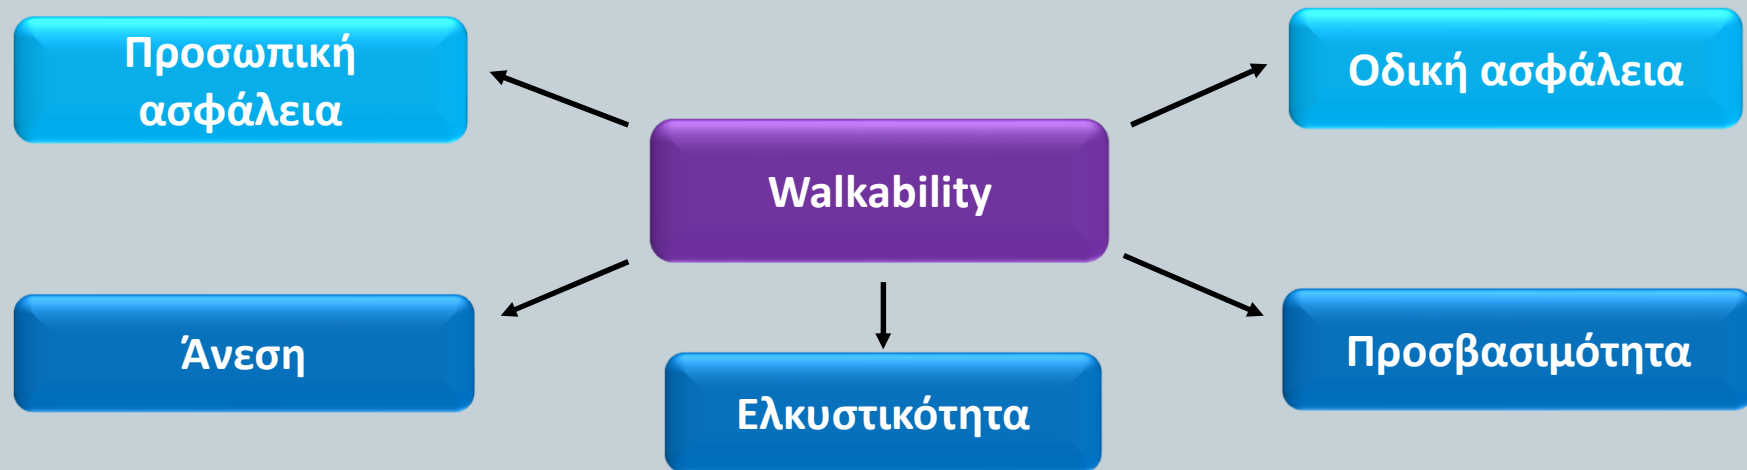 Προσωπική
ασφάλεια
Οδική ασφάλεια
Walkability
Άνεση
Ελκυστικότητα
Προσβασιμότητα